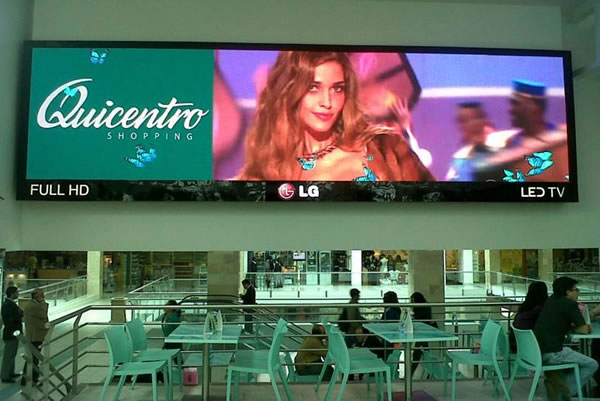 Quicentro
SHOPPING
FULL HD
LG
LED TV